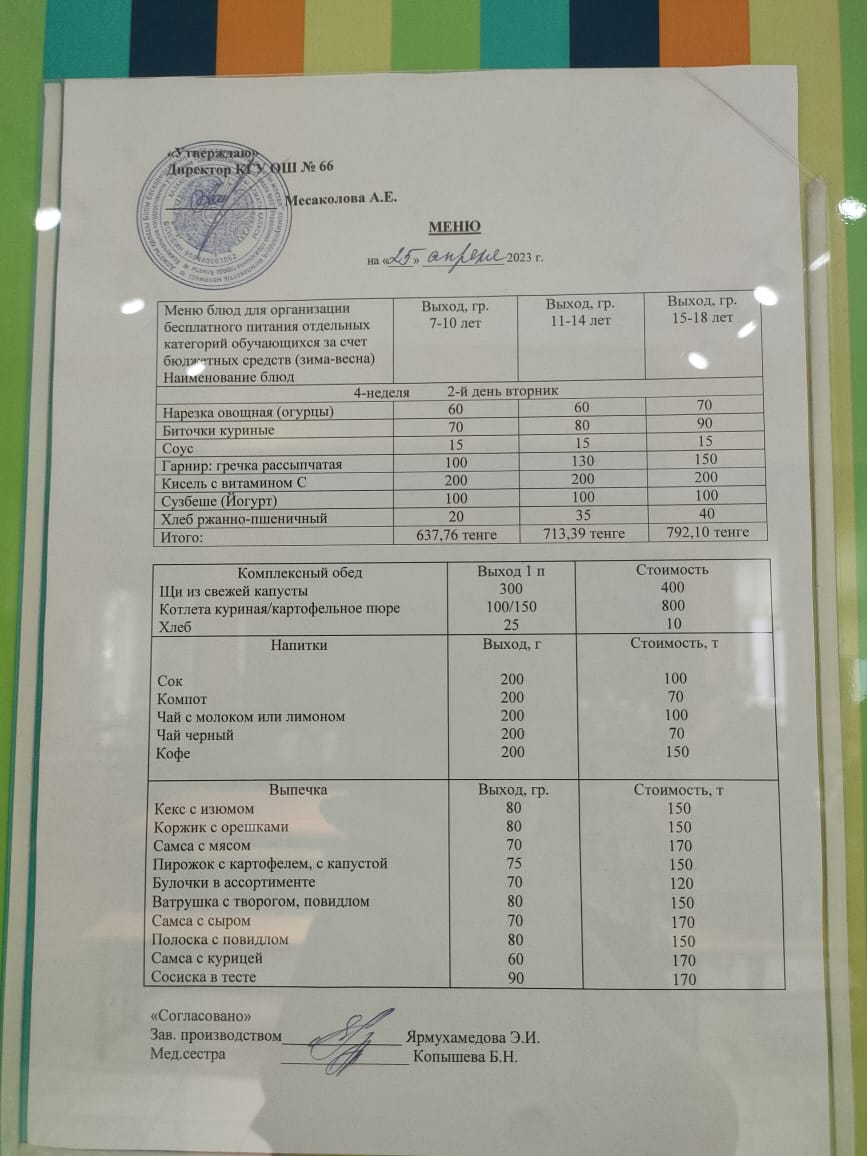 «Утверждаю»
Директор КГУ ОШ № 66
Месаколова А.Е.
МЕНЮ
на «25» апреля 2023 г.
Меню блюд для организации бесплатного питания отдельных категорий обучающихся за счет бюджетных средств (зима-весна) Наименование блюд Выход, гр. 7-10 лет Выход, гр. 11-14 лет Выход, гр. 15-18 лет
4-неделя 2-й день вторник
Нарезка овощная (огурцы) 60 60 70
Биточки куриные 70 80 90
Соус 15 15 15
Гарнир: гречка рассыпчатая 100 130 150
Кисель с витамином С 200 200 200
Сузбеше (Йогурт) 100 100 100
Хлеб ржанно-пшеничный 20 35 40
Итого: 637,76 тенге 713,39 тенге 792,10 тенге
Комплексный обед Выход 1 п Стоимость
Щи из свежей капусты 300 400
Котлета куриная/картофельное пюре 100/150 800
Хлеб 25 10
Напитки Выход, г Стоимость, т
Сок 200 100
Компот 200 70
Чай с молоком или лимоном 200 100
Чай черный 200 70
Кофе 200 150
Выпечка Выход, гр. Стоимость, т
Кекс с изюмом 80 150
Коржик с орешками 80 150
Самса с мясом 70 170
Пирожок с картофелем, с капустой 75 150
Булочки в ассортименте 70 120
Ватрушка с творогом, повидлом 80 150
Самса с сыром 70 170
Полоска с повидлом 80 150
Самса с курицей 60 170
Сосиска в тесте 90 170
«Согласовано»
Зав. производством Ярмухамедова Э.И.
Мед.сестра Копышева Б.Н.